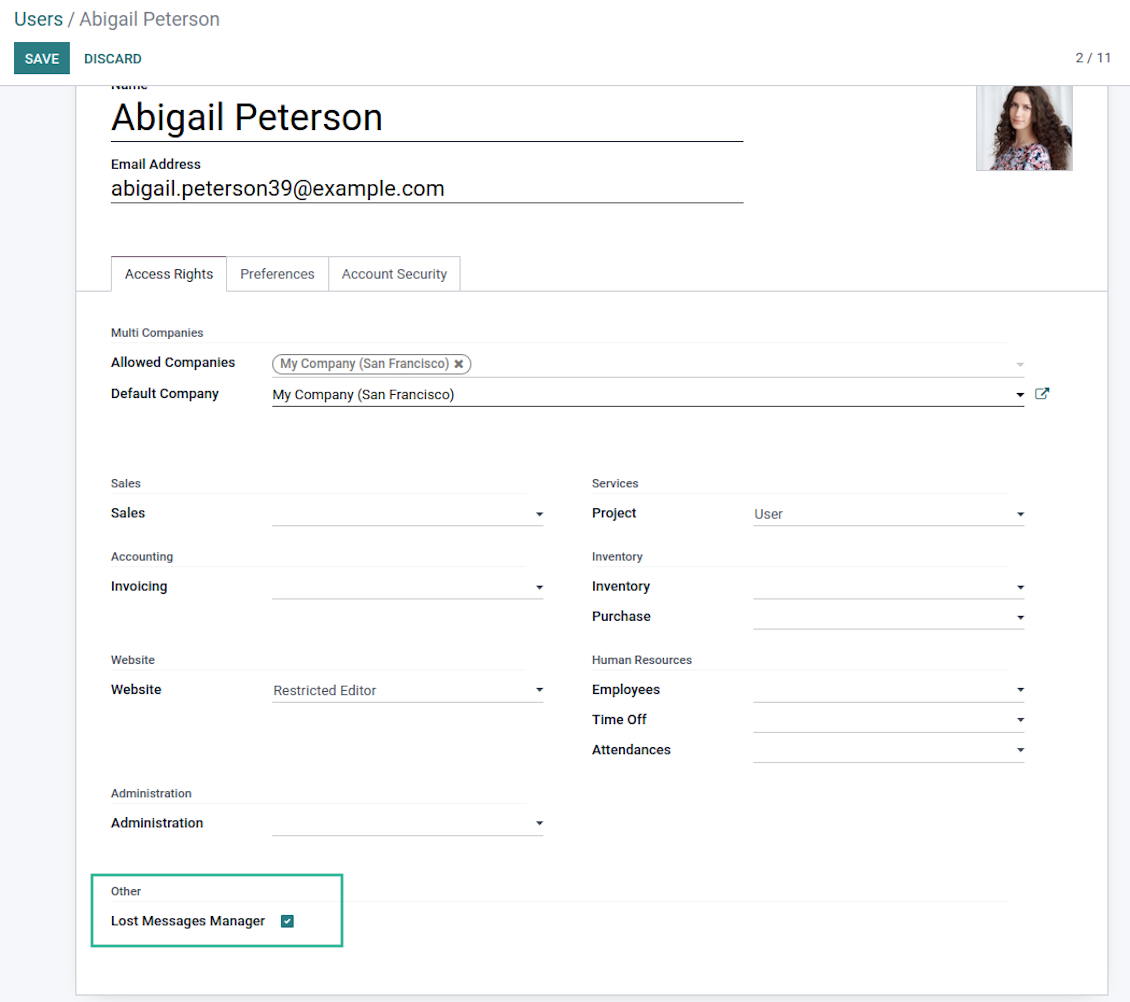 Users / Abigail Peterson
SAVE DISCARD 2 / 11
Name
Abigail Peterson
Email Address
abigail.peterson39@example.com
Access Rights Preferences Account Security
Multi Companies
Allowed Companies My Company (San Francisco)
Default Company My Company (San Francisco)
Sales Services
Sales Project User
Accounting Inventory
Invoicing Inventory
Purchase
Website Human Resources
Website Restricted Editor Employees
Time Off
Attendances
Administration
Administration
Other
Lost Messages Manager